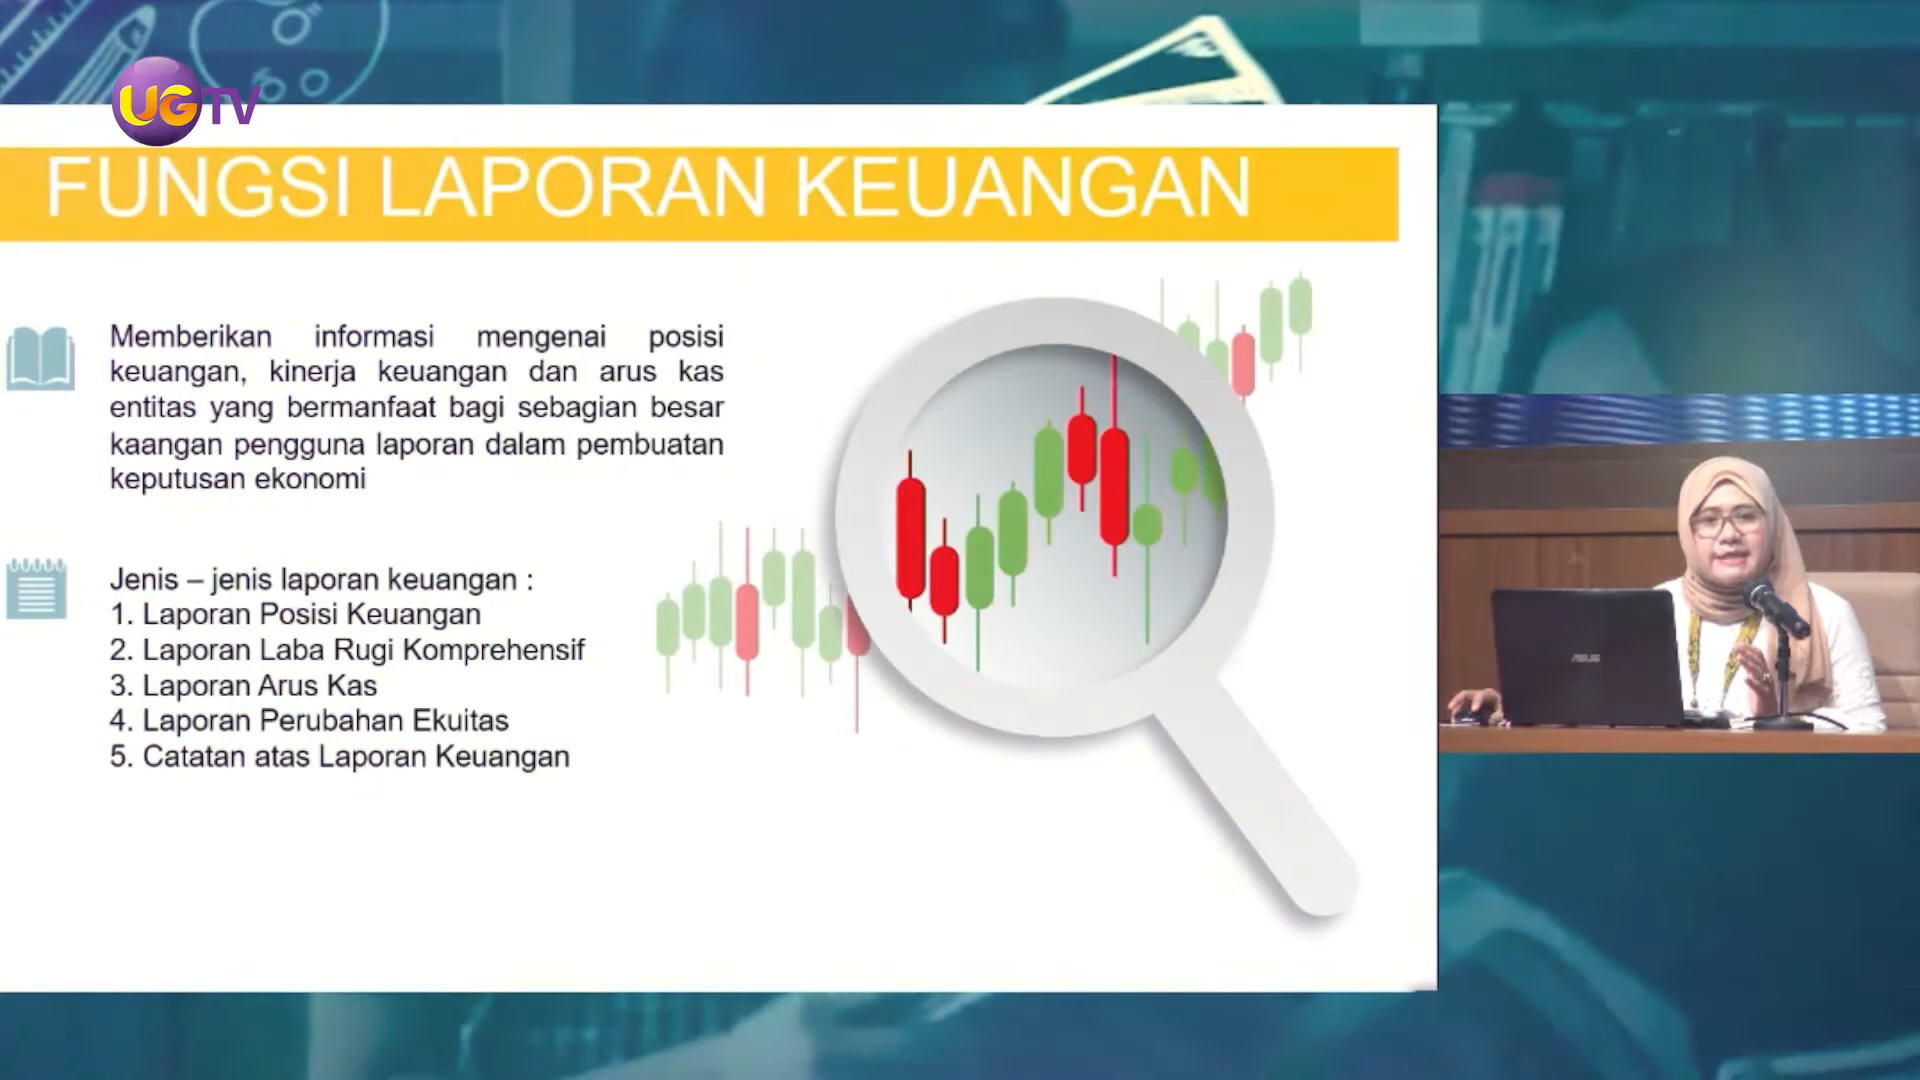 UGTV
FUNGSI LAPORAN KEUANGAN
Memberikan informasi mengenai posisi
keuangan, kinerja keuangan dan arus kas
entitas yang bermanfaat bagi sebagian besar
kaangan pengguna laporan dalam pembuatan
keputusan ekonomi
Jenis – jenis laporan keuangan :
1. Laporan Posisi Keuangan
2. Laporan Laba Rugi Komprehensif
3. Laporan Arus Kas
4. Laporan Perubahan Ekuitas
5. Catatan atas Laporan Keuangan
ASUS